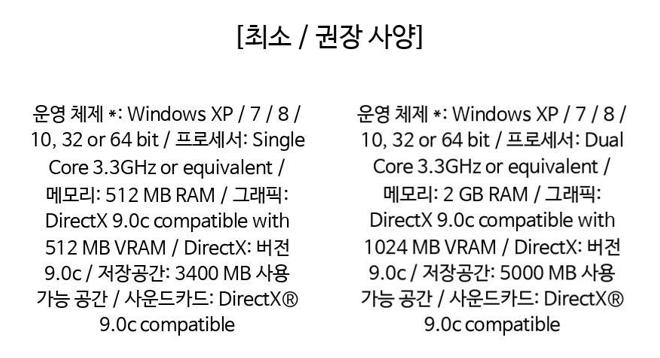 [최소 / 권장 사양]
운영 체제 *: Windows XP / 7 / 8 /
10, 32 or 64 bit / 프로세서: Single
Core 3.3GHz or equivalent /
메모리: 512 MB RAM / 그래픽:
DirectX 9.0c compatible with
512 MB VRAM / DirectX: 버전
9.0c / 저장공간: 3400 MB 사용
가능 공간 / 사운드카드: DirectX®
9.0c compatible
운영 체제 *: Windows XP / 7 / 8 /
10, 32 or 64 bit / 프로세서: Dual
Core 3.3GHz or equivalent /
메모리: 2 GB RAM / 그래픽:
DirectX 9.0c compatible with
1024 MB VRAM / DirectX: 버전
9.0c / 저장공간: 5000 MB 사용
가능 공간 / 사운드카드: DirectX®
9.0c compatible